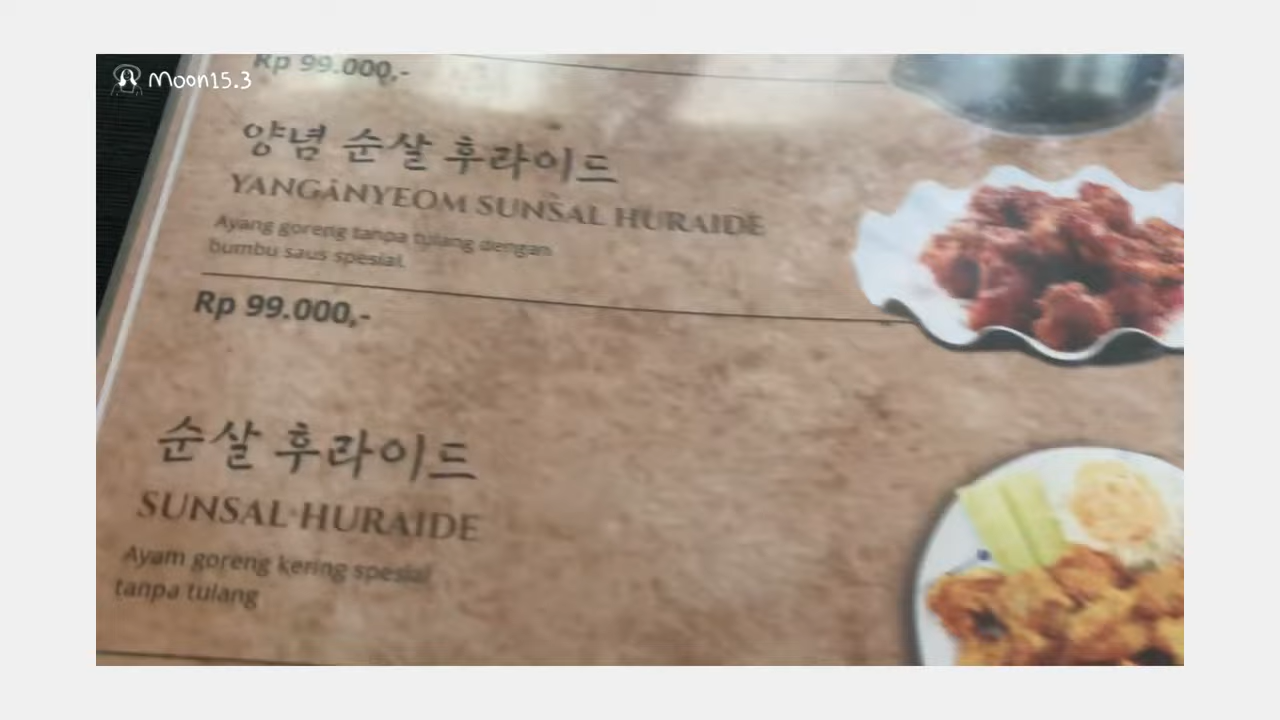 Moon15.3
Rp 99.000,-
양념 순살 후라이드
YANGANYEOM SUNSAL HURAIDE
Ayang goreng tanpa tulang dengan
bumbu saus spesial.
Rp 99.000,-
순살 후라이드
SUNSAL HURAIDE
Ayam goreng kering spesial
tanpa tulang